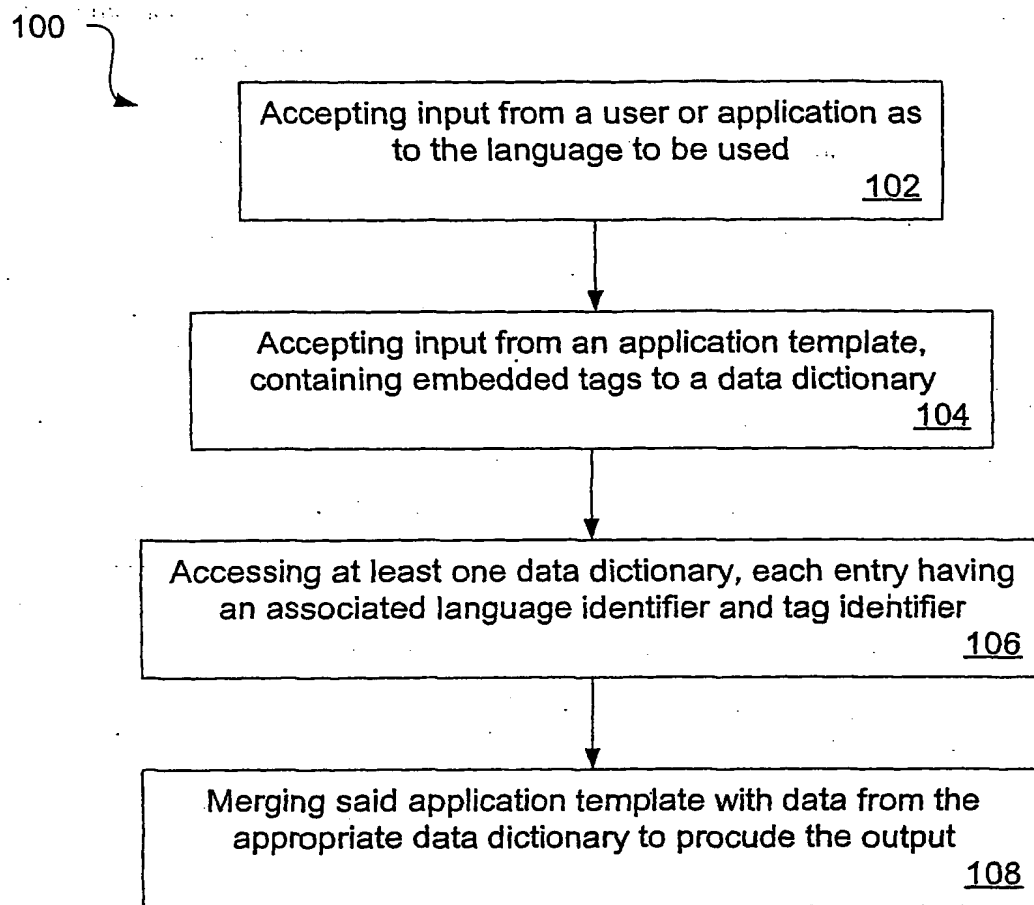 100
Accepting input from a user or application as
to the language to be used
102
Accepting input from an application template,
containing embedded tags to a data dictionary
104
Accessing at least one data dictionary, each entry having
an associated language identifier and tag identifier
106
Merging said application template with data from the
appropriate data dictionary to procude the output
108